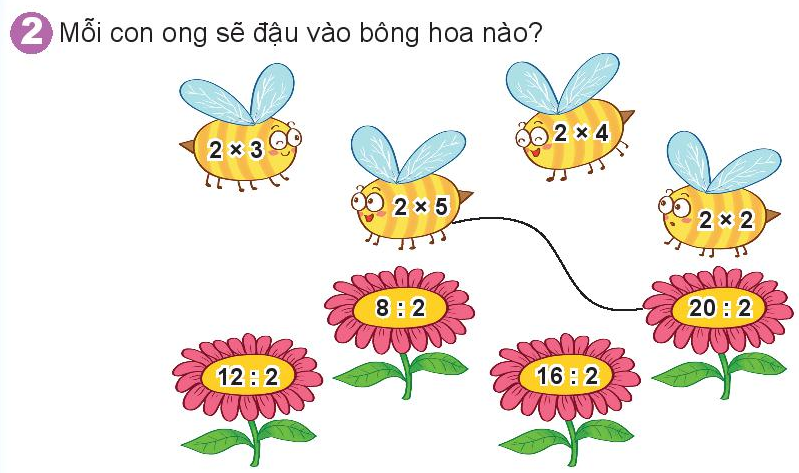 2 Mỗi con ong sẽ đậu vào bông hoa nào?
2 × 3
2 × 4
2 × 5
2 × 2
8 : 2
20 : 2
12 : 2
16 : 2